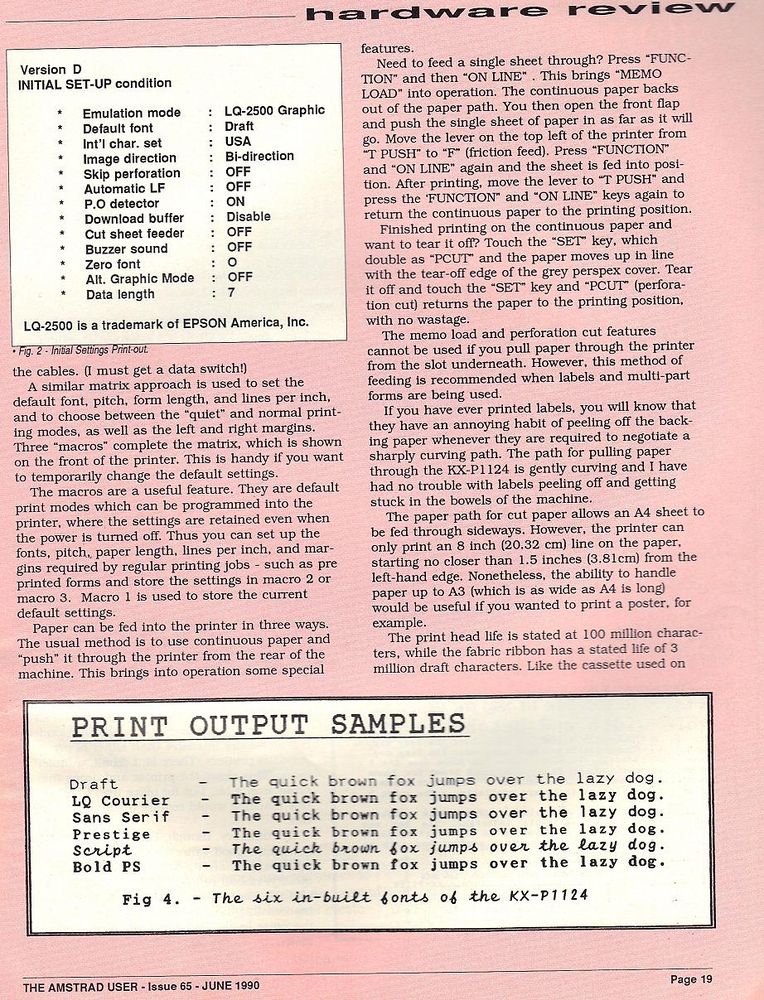 hardware review
Version D
INITIAL SET-UP condition
* Emulation mode : LQ-2500 Graphic
* Default font : Draft
* Int'l char. set : USA
* Image direction : Bi-direction
* Skip perforation : OFF
* Automatic LF : OFF
* P.O detector : ON
* Download buffer : Disable
* Cut sheet feeder : OFF
* Buzzer sound : OFF
* Zero font : O
* Alt. Graphic Mode : OFF
* Data length : 7
LQ-2500 is a trademark of EPSON America, Inc.
• Fig. 2 - Initial Settings Print-out.
the cables. (I must get a data switch!)
A similar matrix approach is used to set the
default font, pitch, form length, and lines per inch,
and to choose between the "quiet" and normal print-
ing modes, as well as the left and right margins.
Three "macros" complete the matrix, which is shown
on the front of the printer. This is handy if you want
to temporarily change the default settings.
The macros are a useful feature. They are default
print modes which can be programmed into the
printer, where the settings are retained even when
the power is turned off. Thus you can set up the
fonts, pitch, paper length, lines per inch, and mar-
gins required by regular printing jobs - such as pre
printed forms and store the settings in macro 2 or
macro 3. Macro 1 is used to store the current
default settings.
Paper can be fed into the printer in three ways.
The usual method is to use continuous paper and
"push" it through the printer from the rear of the
machine. This brings into operation some special
features.
Need to feed a single sheet through? Press "FUNC-
TION" and then "ON LINE" . This brings "MEMO
LOAD" into operation. The continuous paper backs
out of the paper path. You then open the front flap
and push the single sheet of paper in as far as it will
go. Move the lever on the top left of the printer from
"T PUSH" to "F" (friction feed). Press "FUNCTION"
and "ON LINE" again and the sheet is fed into posi-
tion. After printing, move the lever to "T PUSH" and
press the 'FUNCTION" and "ON LINE" keys again to
return the continuous paper to the printing position.
Finished printing on the continuous paper and
want to tear it off? Touch the "SET" key, which
double as "PCUT" and the paper moves up in line
with the tear-off edge of the grey perspex cover. Tear
it off and touch the "SET" key and "PCUT" (perfora-
tion cut) returns the paper to the printing position,
with no wastage.
The memo load and perforation cut features
cannot be used if you pull paper through the printer
from the slot underneath. However, this method of
feeding is recommended when labels and multi-part
forms are being used.
If you have ever printed labels, you will know that
they have an annoying habit of peeling off the back-
ing paper whenever they are required to negotiate a
sharply curving path. The path for pulling paper
through the KX-P1124 is gently curving and I have
had no trouble with labels peeling off and getting
stuck in the bowels of the machine.
The paper path for cut paper allows an A4 sheet to
be fed through sideways. However, the printer can
only print an 8 inch (20.32 cm) line on the paper,
starting no closer than 1.5 inches (3.81cm) from the
left-hand edge. Nonetheless, the ability to handle
paper up to A3 (which is as wide as A4 is long)
would be useful if you wanted to print a poster, for
example.
The print head life is stated at 100 million charac-
ters, while the fabric ribbon has a stated life of 3
million draft characters. Like the cassette used on
PRINT OUTPUT SAMPLES
Draft - The quick brown fox jumps over the lazy dog.
LQ Courier - The quick brown fox jumps over the lazy dog.
Sans Serif - The quick brown fox jumps over the lazy dog.
Prestige - The quick brown fox jumps over the lazy dog.
Script - The quick brown fox jumps over the lazy dog.
Bold PS - The quick brown fox jumps over the lazy dog.
Fig 4. - The six in-built fonts of the KX-P1124
THE AMSTRAD USER - Issue 65 - JUNE 1990
Page 19